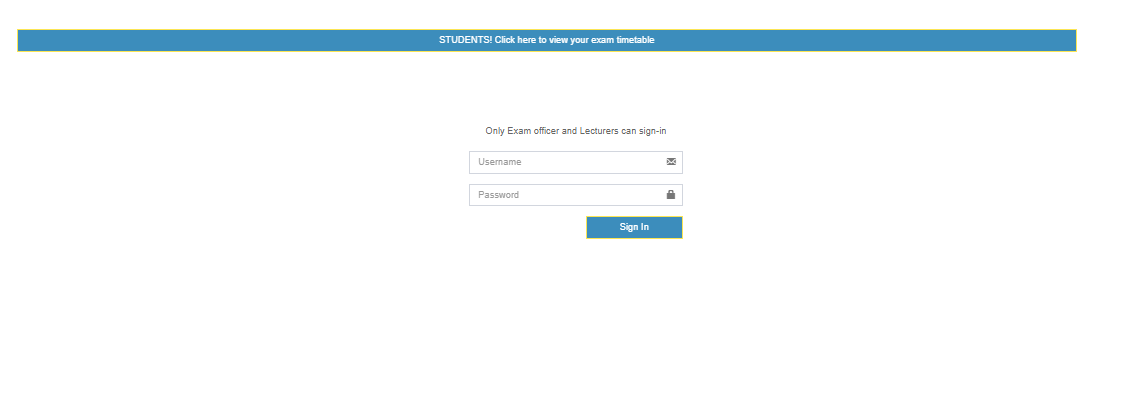 STUDENTS! Click here to view your exam timetable
Only Exam officer and Lecturers can sign-in
Username
Password
Sign In